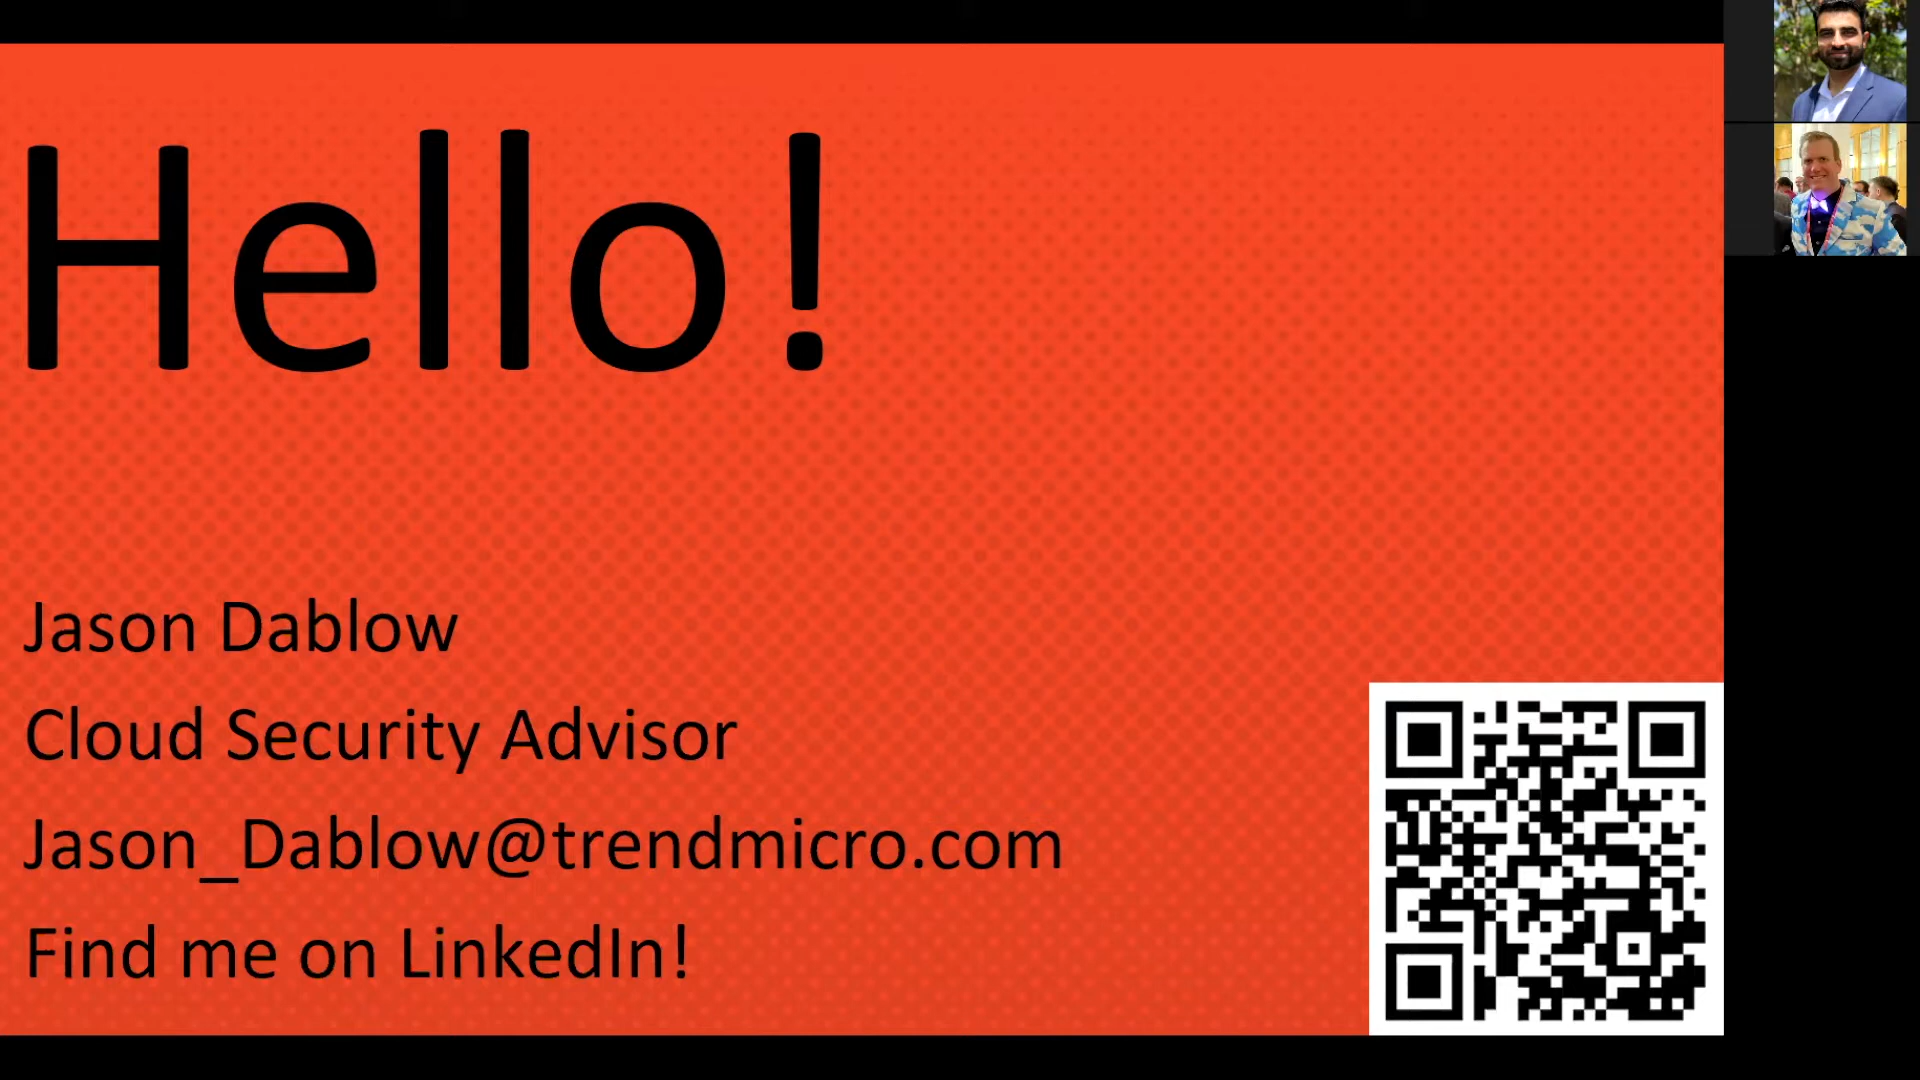 Hello!
Jason Dablow
Cloud Security Advisor
Jason_Dablow@trendmicro.com
Find me on LinkedIn!